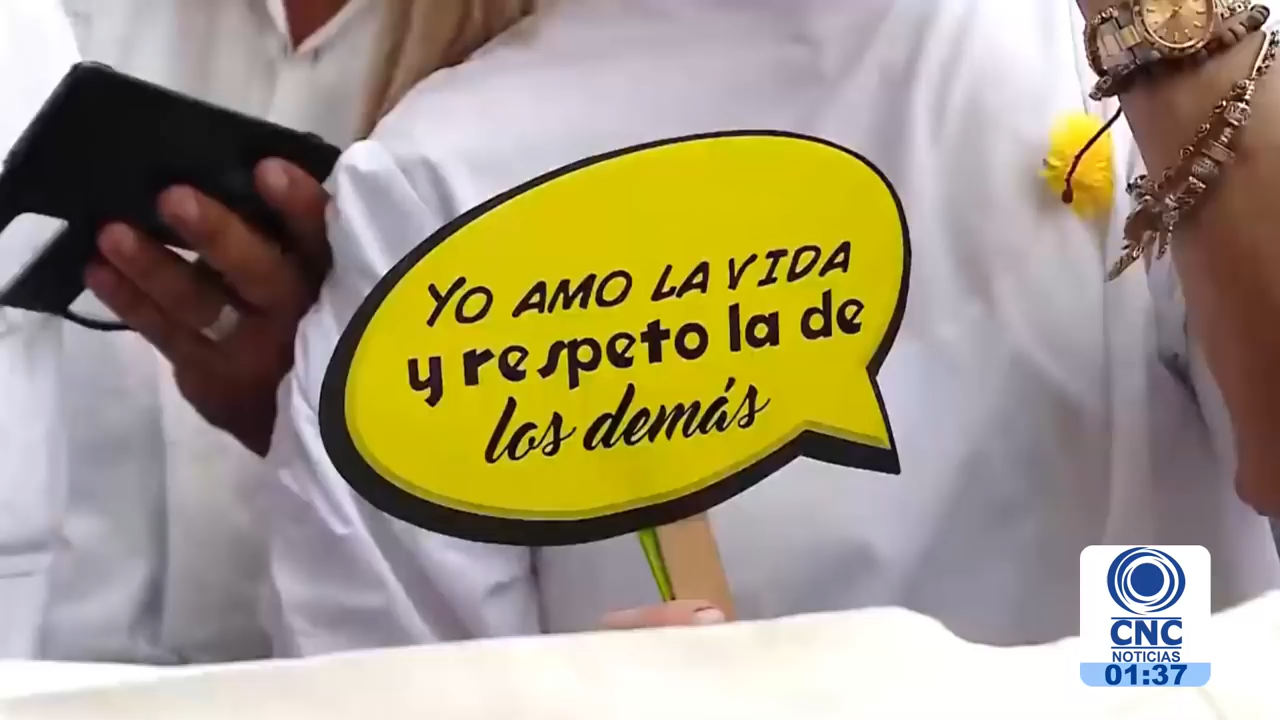 YO AMO LA VIDA
y respeto la de
los demás
CNC
NOTICIAS
01:37